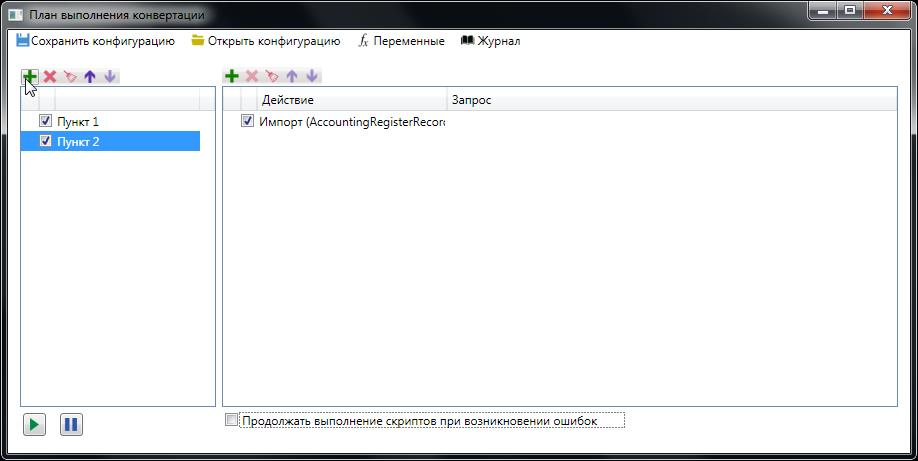 План выполнения конвертации
Сохранить конфигурацию Открыть конфигурацию fx Переменные Журнал
Действие Запрос
Пункт 1
Пункт 2
Импорт (AccountingRegisterRecor
Продолжать выполнение скриптов при возникновении ошибок